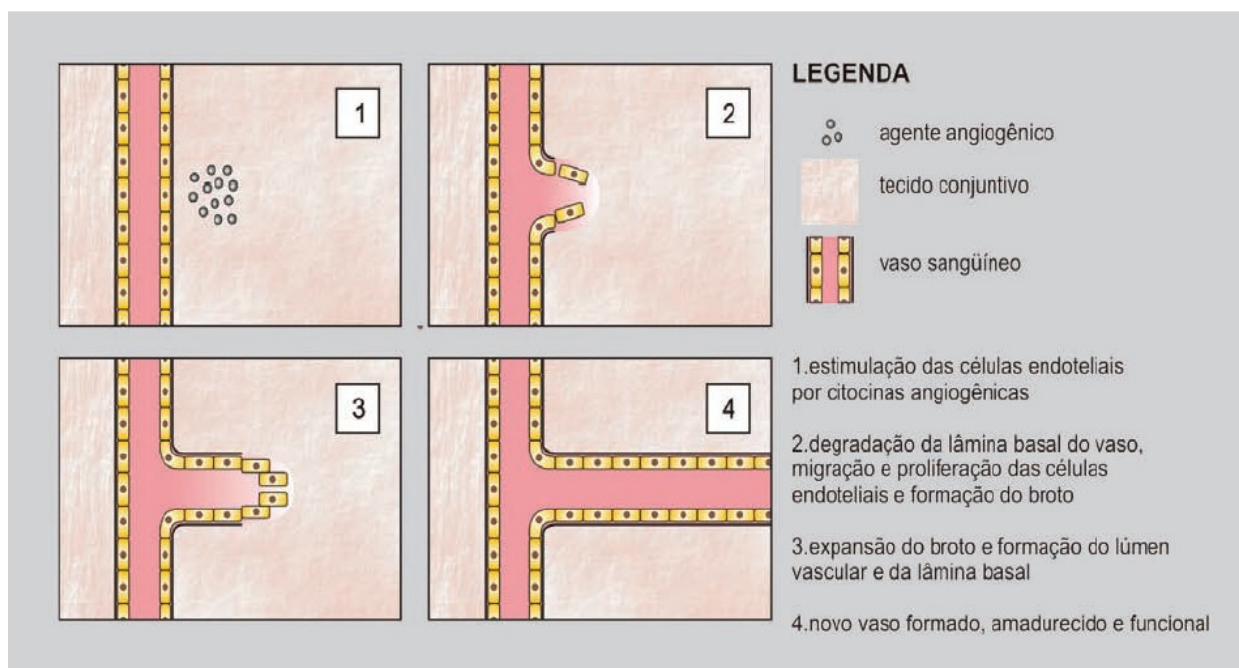 1
2
3
4
LEGENDA
agente angiogênico
tecido conjuntivo
vaso sangüíneo
1.estimulação das células endoteliais
por citocinas angiogênicas
2.degradação da lâmina basal do vaso,
migração e proliferação das células
endoteliais e formação do broto
3.expansão do broto e formação do lúmen
vascular e da lâmina basal
4.novo vaso formado, amadurecido e funcional